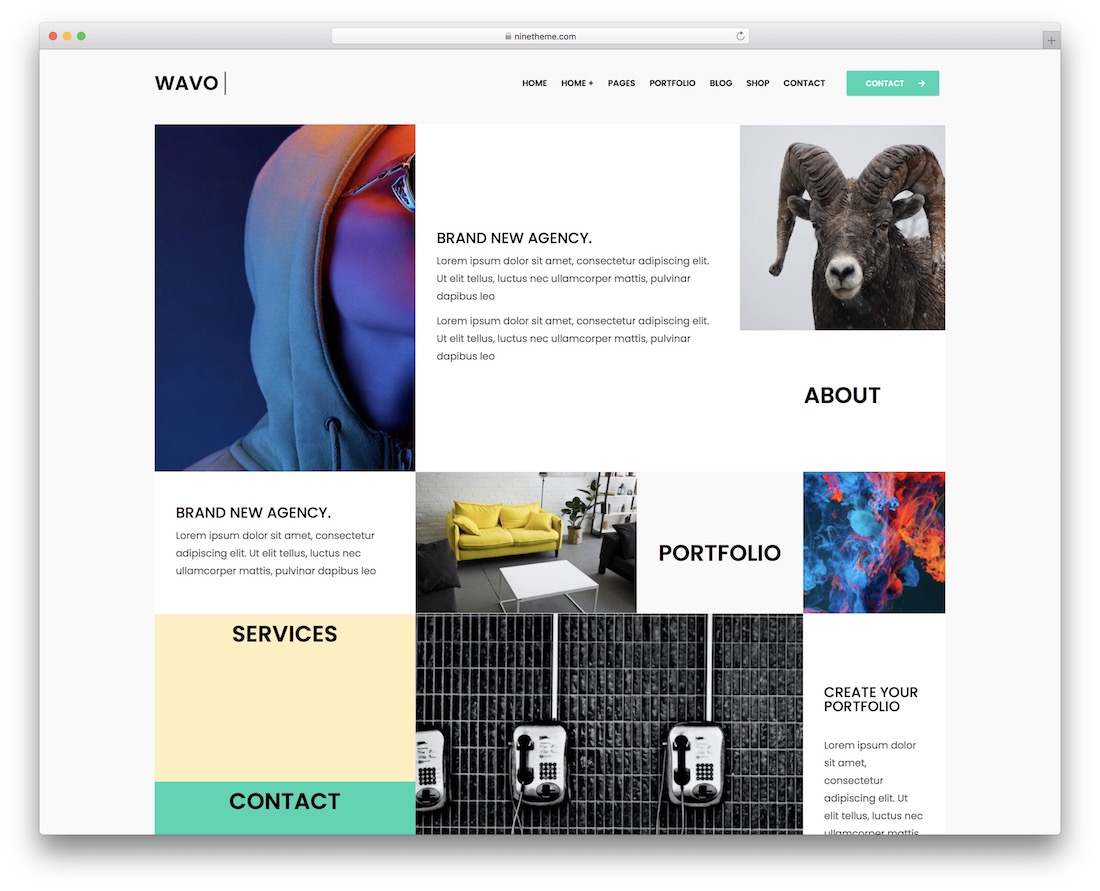 ninetheme.com
WAVO
HOME HOME + PAGES PORTFOLIO BLOG SHOP CONTACT CONTACT
BRAND NEW AGENCY.
Lorem ipsum dolor sit amet, consectetur adipiscing elit.
Ut elit tellus, luctus nec ullamcorper mattis, pulvinar
dapibus leo
Lorem ipsum dolor sit amet, consectetur adipiscing elit.
Ut elit tellus, luctus nec ullamcorper mattis, pulvinar
dapibus leo
ABOUT
BRAND NEW AGENCY.
Lorem ipsum dolor sit amet, consectetur
adipiscing elit. Ut elit tellus, luctus nec
ullamcorper mattis, pulvinar dapibus leo
PORTFOLIO
SERVICES
CONTACT
CREATE YOUR
PORTFOLIO
Lorem ipsum dolor
sit amet,
consectetur
adipiscing elit. Ut
elit tellus, luctus nec
ullamcorper mattis